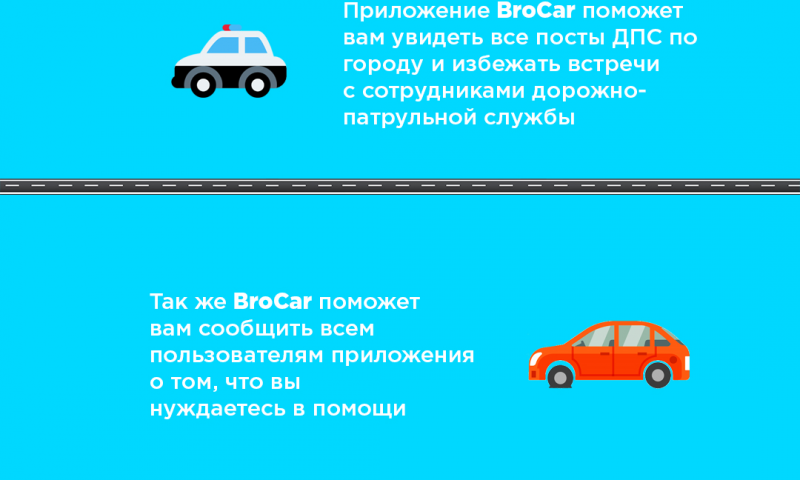 Приложение BroCar поможет
вам увидеть все посты ДПС по
городу и избежать встречи
с сотрудниками дорожно-
патрульной службы
Так же BroCar поможет
вам сообщить всем
пользователям приложения
о том, что вы
нуждаетесь в помощи